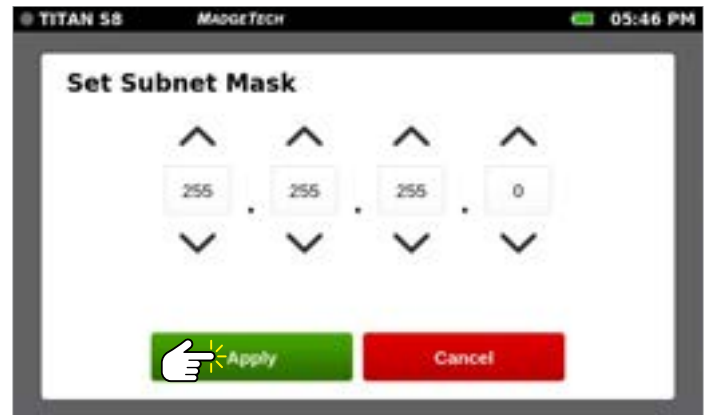 TITAN S8 MADGETECH 05:46 PM
Set Subnet Mask
255 . 255 . 255 . 0
Apply Cancel